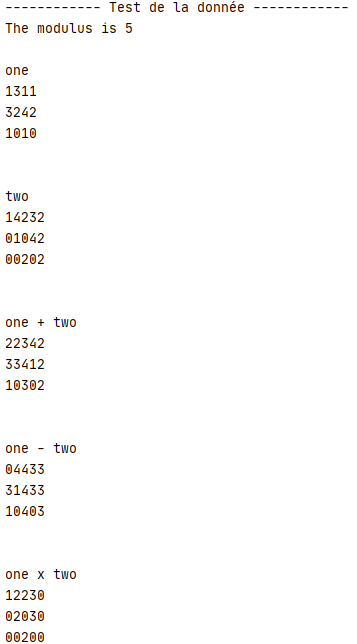 ------------ Test de la donnée ------------
The modulus is 5
one
1311
3242
1010
two
14232
01042
00202
one + two
22342
33412
10302
one - two
04433
31433
10403
one x two
12230
02030
00200